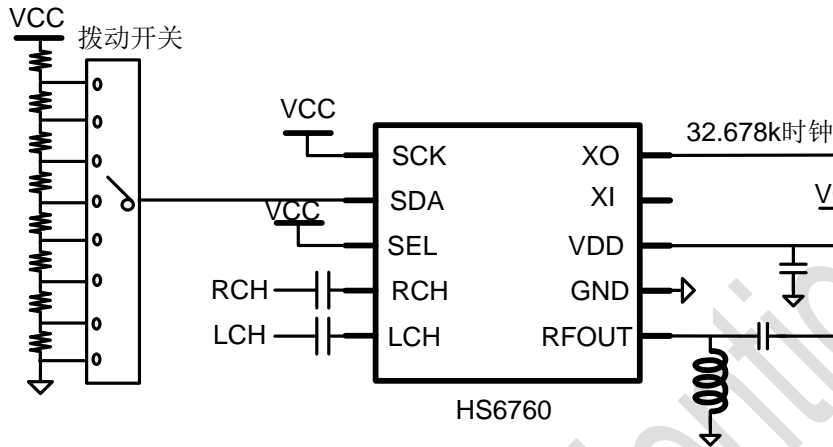 VCC
拨动开关
VCC
32.678k时钟
SCK
XO
SDA
XI
VCC
V
SEL
VDD
RCH
RCH
GND
LCH
LCH
RFOUT
HS6760